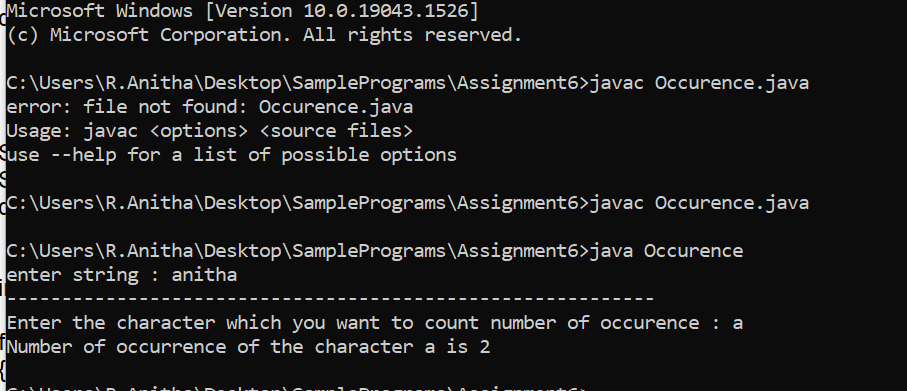 Microsoft Windows [Version 10.0.19043.1526]
(c) Microsoft Corporation. All rights reserved.
C:\Users\R.Anitha\Desktop\SamplePrograms\Assignment6>javac Occurence.java
error: file not found: Occurence.java
Usage: javac <options> <source files>
use --help for a list of possible options
C:\Users\R.Anitha\Desktop\SamplePrograms\Assignment6>javac Occurence.java
C:\Users\R.Anitha\Desktop\SamplePrograms\Assignment6>java Occurence
enter string : anitha
------------------------------------------------------------
Enter the character which you want to count number of occurence : a
Number of occurrence of the character a is 2
C:\Users\R.Anitha\Desktop\SamplePrograms\Assignment6>